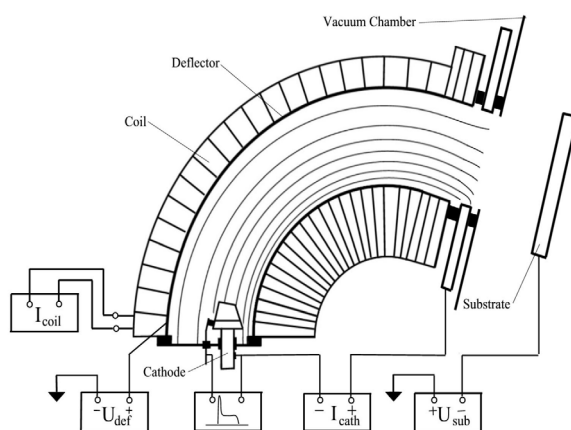 Vacuum Chamber
Deflector
Coil
I coil
Substrate
Cathode
- U def +
- I cath +
+ U sub -